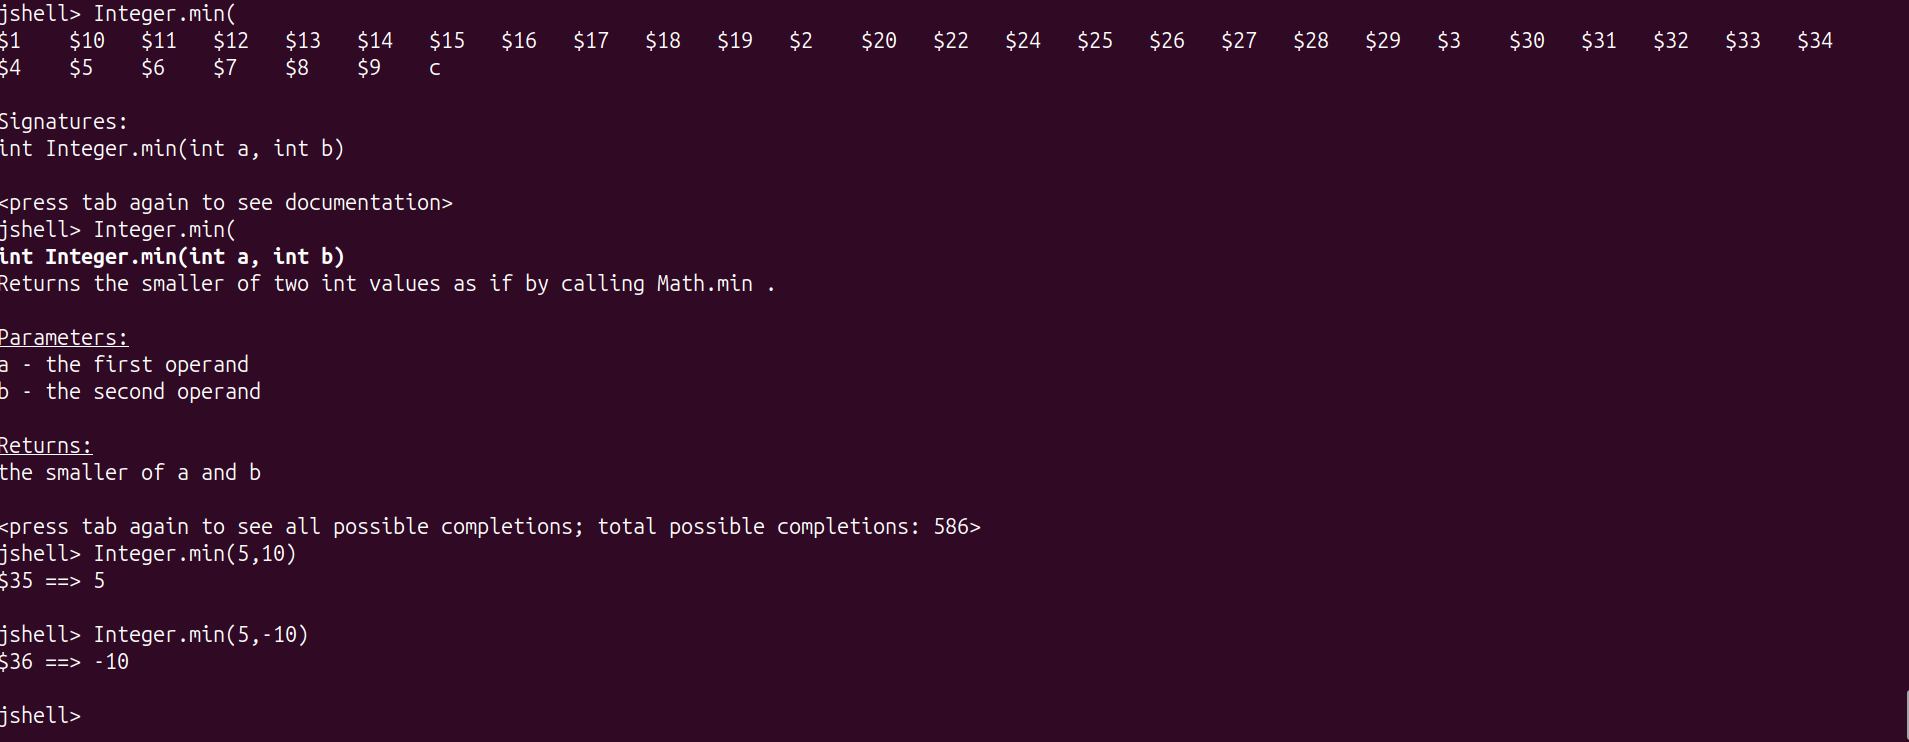 jshell> Integer.min(
$1 $10 $11 $12 $13 $14 $15 $16 $17 $18 $19 $2 $20 $22 $24 $25 $26 $27 $28 $29 $3 $30 $31 $32 $33 $34
$4 $5 $6 $7 $8 $9 c
Signatures:
int Integer.min(int a, int b)
<press tab again to see documentation>
jshell> Integer.min(
int Integer.min(int a, int b)
Returns the smaller of two int values as if by calling Math.min .
Parameters:
a - the first operand
b - the second operand
Returns:
the smaller of a and b
<press tab again to see all possible completions; total possible completions: 586>
jshell> Integer.min(5,10)
$35 ==> 5
jshell> Integer.min(5,-10)
$36 ==> -10
jshell>